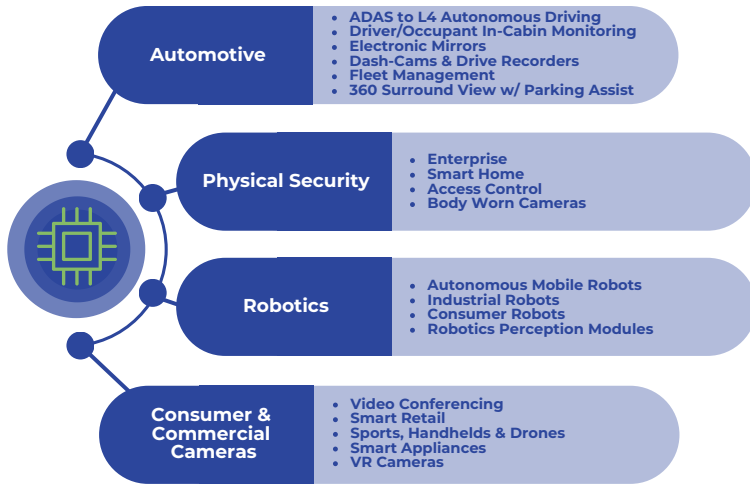 Automotive
ADAS to L4 Autonomous Driving
Driver/Occupant In-Cabin Monitoring
Electronic Mirrors
Dash-Cams & Drive Recorders
Fleet Management
360 Surround View w/ Parking Assist
Physical Security
Enterprise
Smart Home
Access Control
Body Worn Cameras
Robotics
Autonomous Mobile Robots
Industrial Robots
Consumer Robots
Robotics Perception Modules
Consumer &
Commercial
Cameras
Video Conferencing
Smart Retail
Sports, Handhelds & Drones
Smart Appliances
VR Cameras